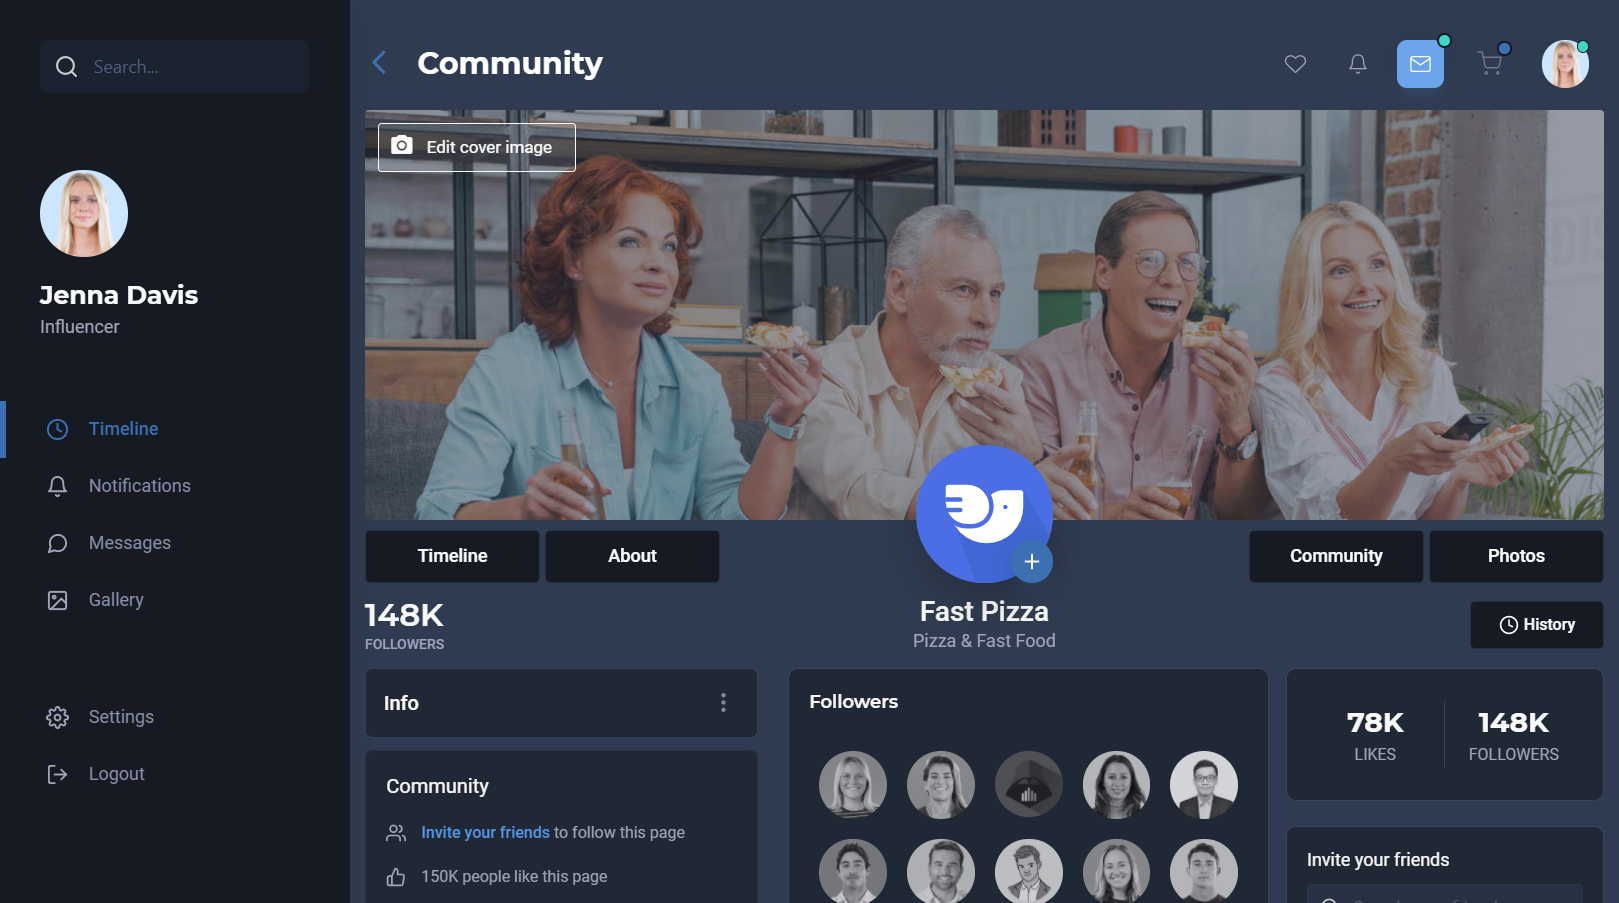 Search...
Jenna Davis
Influencer
Timeline
Notifications
Messages
Gallery
Settings
Logout
Community
Edit cover image
Timeline
About
Community
Photos
148K
FOLLOWERS
Fast Pizza
Pizza & Fast Food
History
Info
Community
Invite your friends to follow this page
150K people like this page
Followers
78K
LIKES
148K
FOLLOWERS
Invite your friends